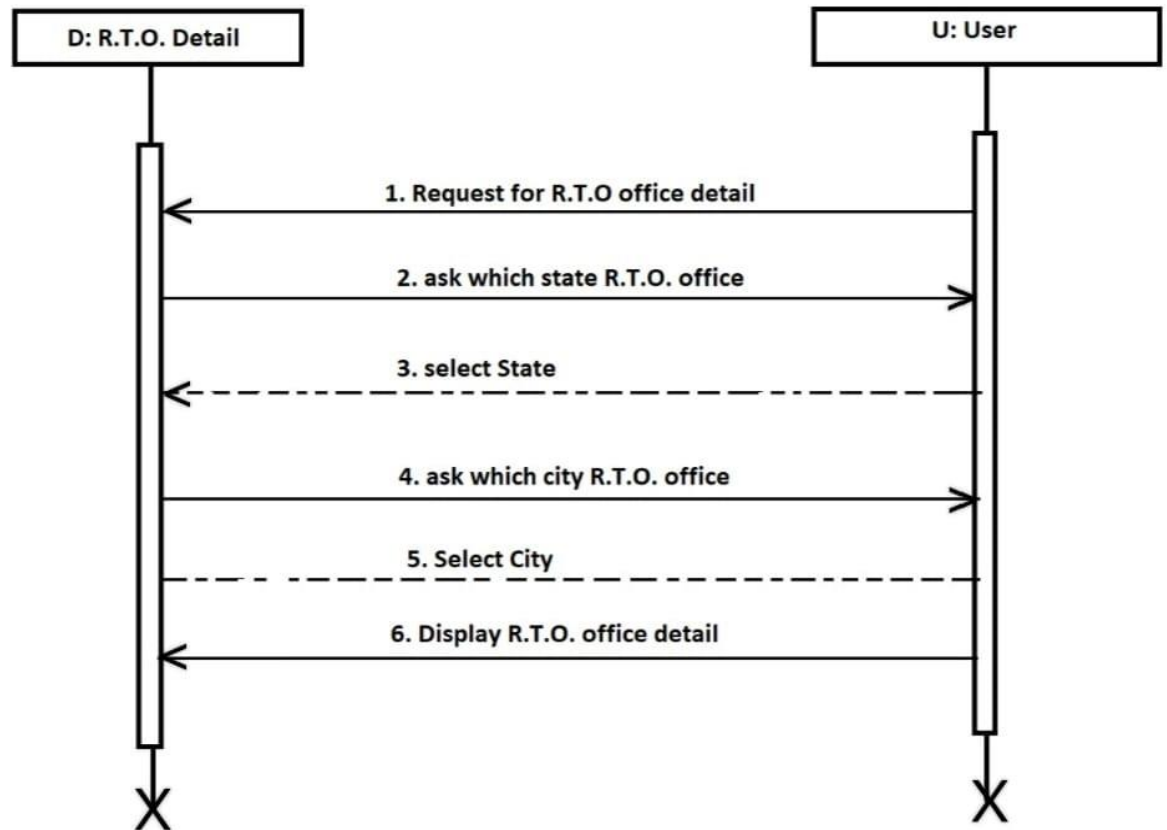 D: R.T.O. Detail
U: User
1. Request for R.T.O office detail
2. ask which state R.T.O. office
3. select State
4. ask which city R.T.O. office
5. Select City
6. Display R.T.O. office detail